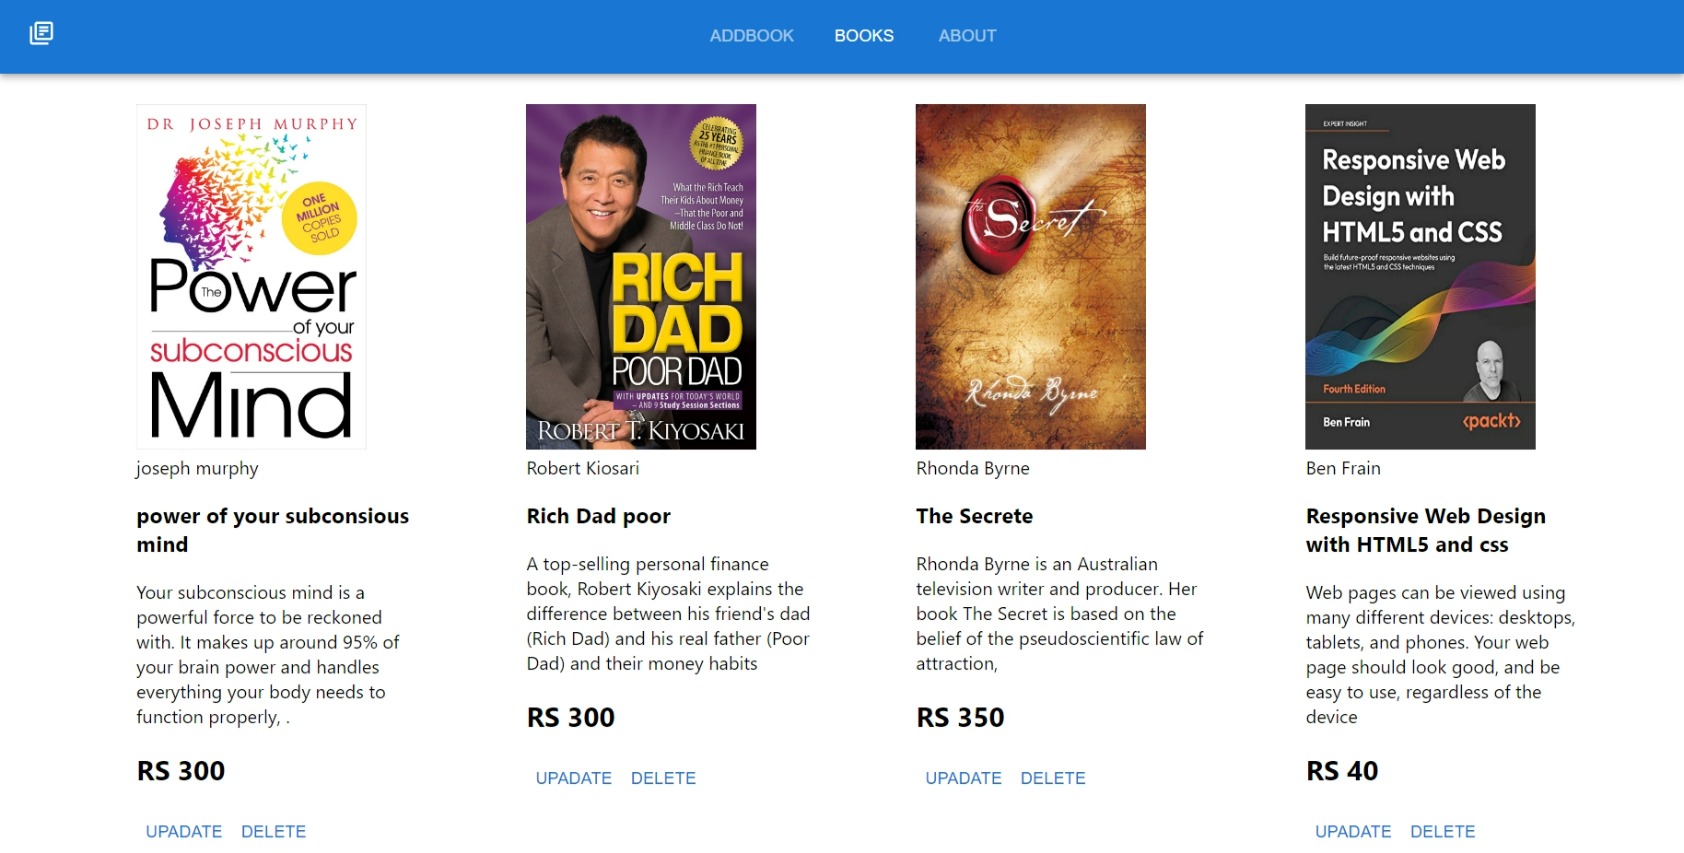 ADDBOOK BOOKS ABOUT
DR JOSEPH MURPHY
ONE
MILLION
COPIES
SOLD
The
Power
of your
subconscious
Mind
joseph murphy
power of your subconsious
mind
Your subconscious mind is a
powerful force to be reckoned
with. It makes up around 95% of
your brain power and handles
everything your body needs to
function properly, .
RS 300
UPADATE DELETE
CELEBRATING
25 YEARS
AS THE #1 PERSONAL
FINANCE BOOK
OF ALL TIME
What the Rich Teach
Their Kids About Money
–That the Poor and
Middle Class Do Not!
RICH
DAD
POOR DAD
WITH UPDATES FOR TODAY'S WORLD
– AND 9 Study Session Sections
ROBERT T. KIYOSAKI
Robert Kiosari
Rich Dad poor
A top-selling personal finance
book, Robert Kiyosaki explains the
difference between his friend's dad
(Rich Dad) and his real father (Poor
Dad) and their money habits
RS 300
UPADATE DELETE
the Secret
Rhonda Byrne
Rhonda Byrne
The Secrete
Rhonda Byrne is an Australian
television writer and producer. Her
book The Secret is based on the
belief of the pseudoscientific law of
attraction,
RS 350
UPADATE DELETE
EXPERT INSIGHT
Responsive Web
Design with
HTML5 and CSS
Build future-proof responsive websites using
the latest HTML5 and CSS techniques
Fourth Edition
Ben Frain
<packt>
Ben Frain
Responsive Web Design
with HTML5 and css
Web pages can be viewed using
many different devices: desktops,
tablets, and phones. Your web
page should look good, and be
easy to use, regardless of the
device
RS 40
UPADATE DELETE